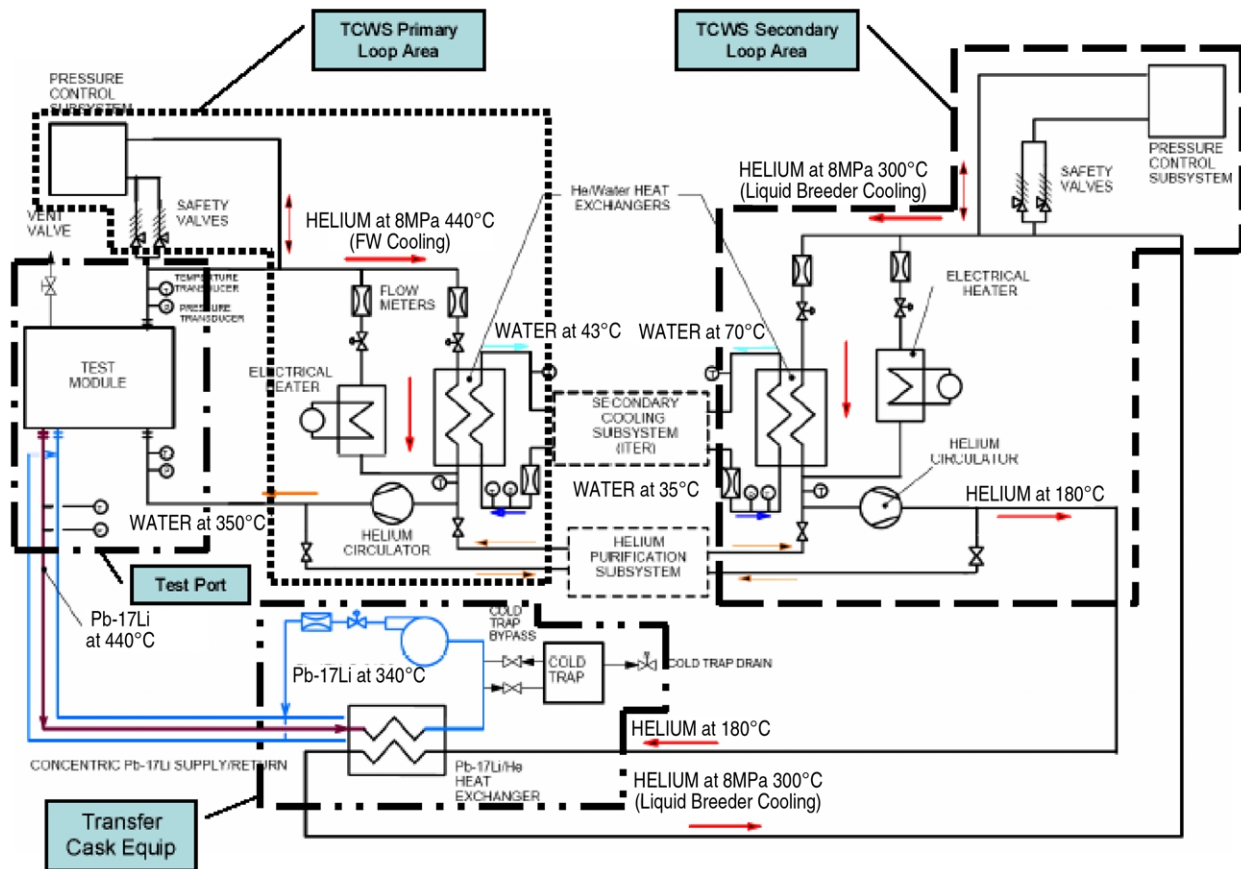 TCWS Primary
Loop Area
TCWS Secondary
Loop Area
PRESSURE
CONTROL
SUBSYSTEM
PRESSURE
CONTROL
SUBSYSTEM
SAFETY
VALVES
VENT
VALVE
SAFETY
VALVES
HELIUM at 8MPa 440°C
(FW Cooling)
He/Water HEAT
EXCHANGERS
HELIUM at 8MPa 300°C
(Liquid Breeder Cooling)
TEMPERATURE
TRANSDUCER
PRESSURE
TRANSDUCER
FLOW
METERS
ELECTRICAL
HEATER
WATER at 43°C
WATER at 70°C
TEST
MODULE
ELECTRICAL
HEATER
SECONDARY
COOLING
SUBSYSTEM
(ITER)
WATER at 35°C
HELIUM
CIRCULATOR
HELIUM at 180°C
WATER at 350°C
HELIUM
CIRCULATOR
HELIUM
PURIFICATION
SUBSYSTEM
Test Port
Pb-17Li
at 440°C
COLD
TRAP
BYPASS
Pb-17Li at 340°C
COLD
TRAP
COLD TRAP DRAIN
HELIUM at 180°C
CONCENTRIC Pb-17Li SUPPLY/RETURN
Pb-17Li/He
HEAT
EXCHANGER
HELIUM at 8MPa 300°C
(Liquid Breeder Cooling)
Transfer
Cask Equip